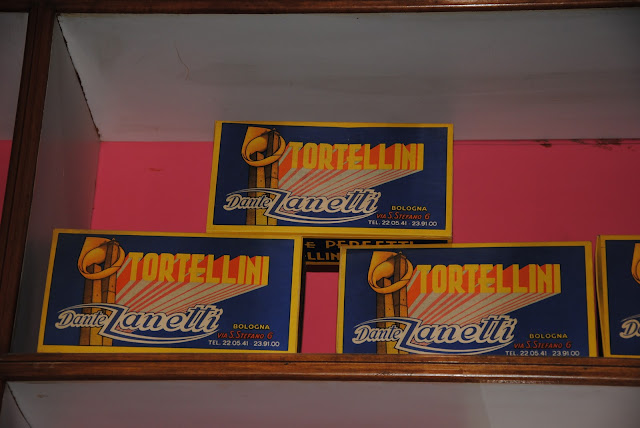 TORTELLINI
Dante Zanetti
BOLOGNA
VIA S. STEFANO 6
TEL. 22.05.41 - 23.91.00
TORTELLINI
Dante Zanetti
BOLOGNA
VIA S. STEFANO 6
TEL. 22.05.41 - 23.91.00
TORTELLINI
Dante Zanetti
BOLOGNA
VIA S. STEFANO 6
TEL. 22.05.41 - 23.91.00